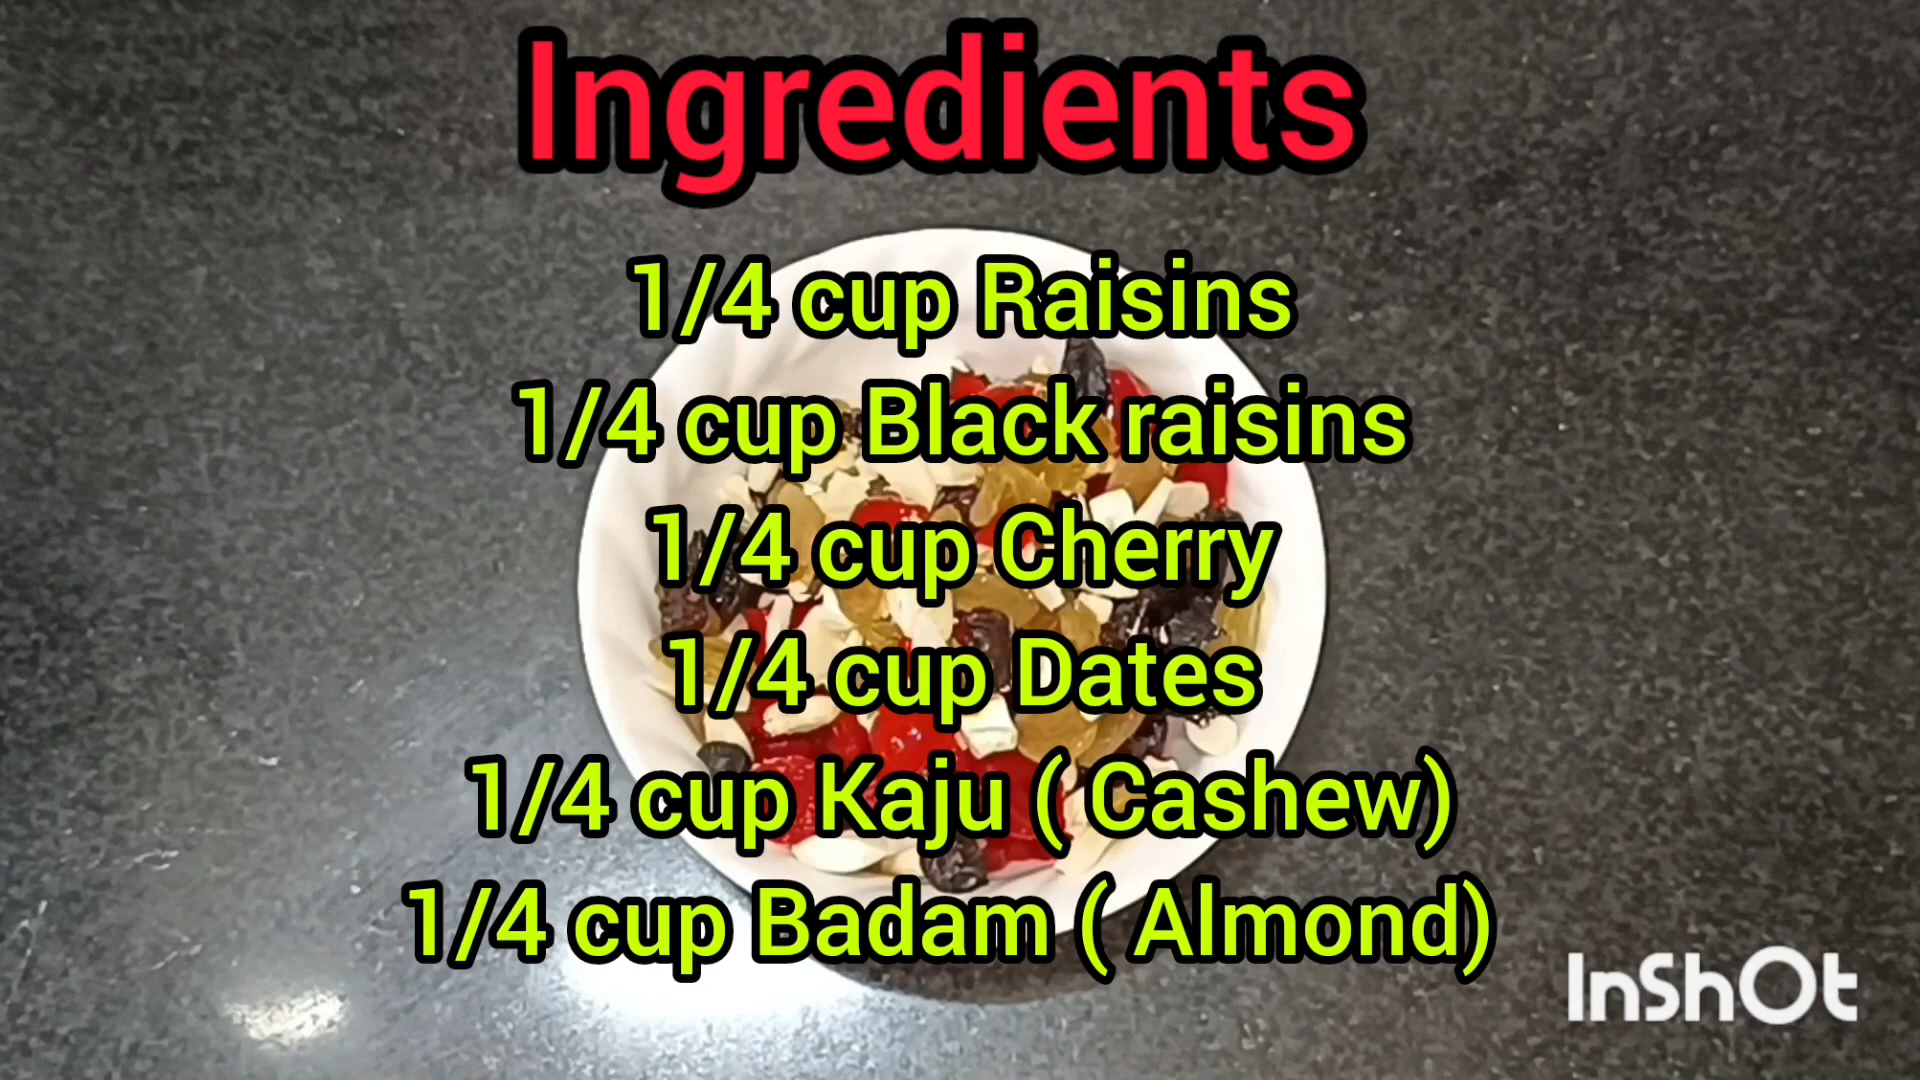 Ingredients
1/4 cup Raisins
1/4 cup Black raisins
1/4 cup Cherry
1/4 cup Dates
1/4 cup Kaju ( Cashew)
1/4 cup Badam ( Almond)
InShOt